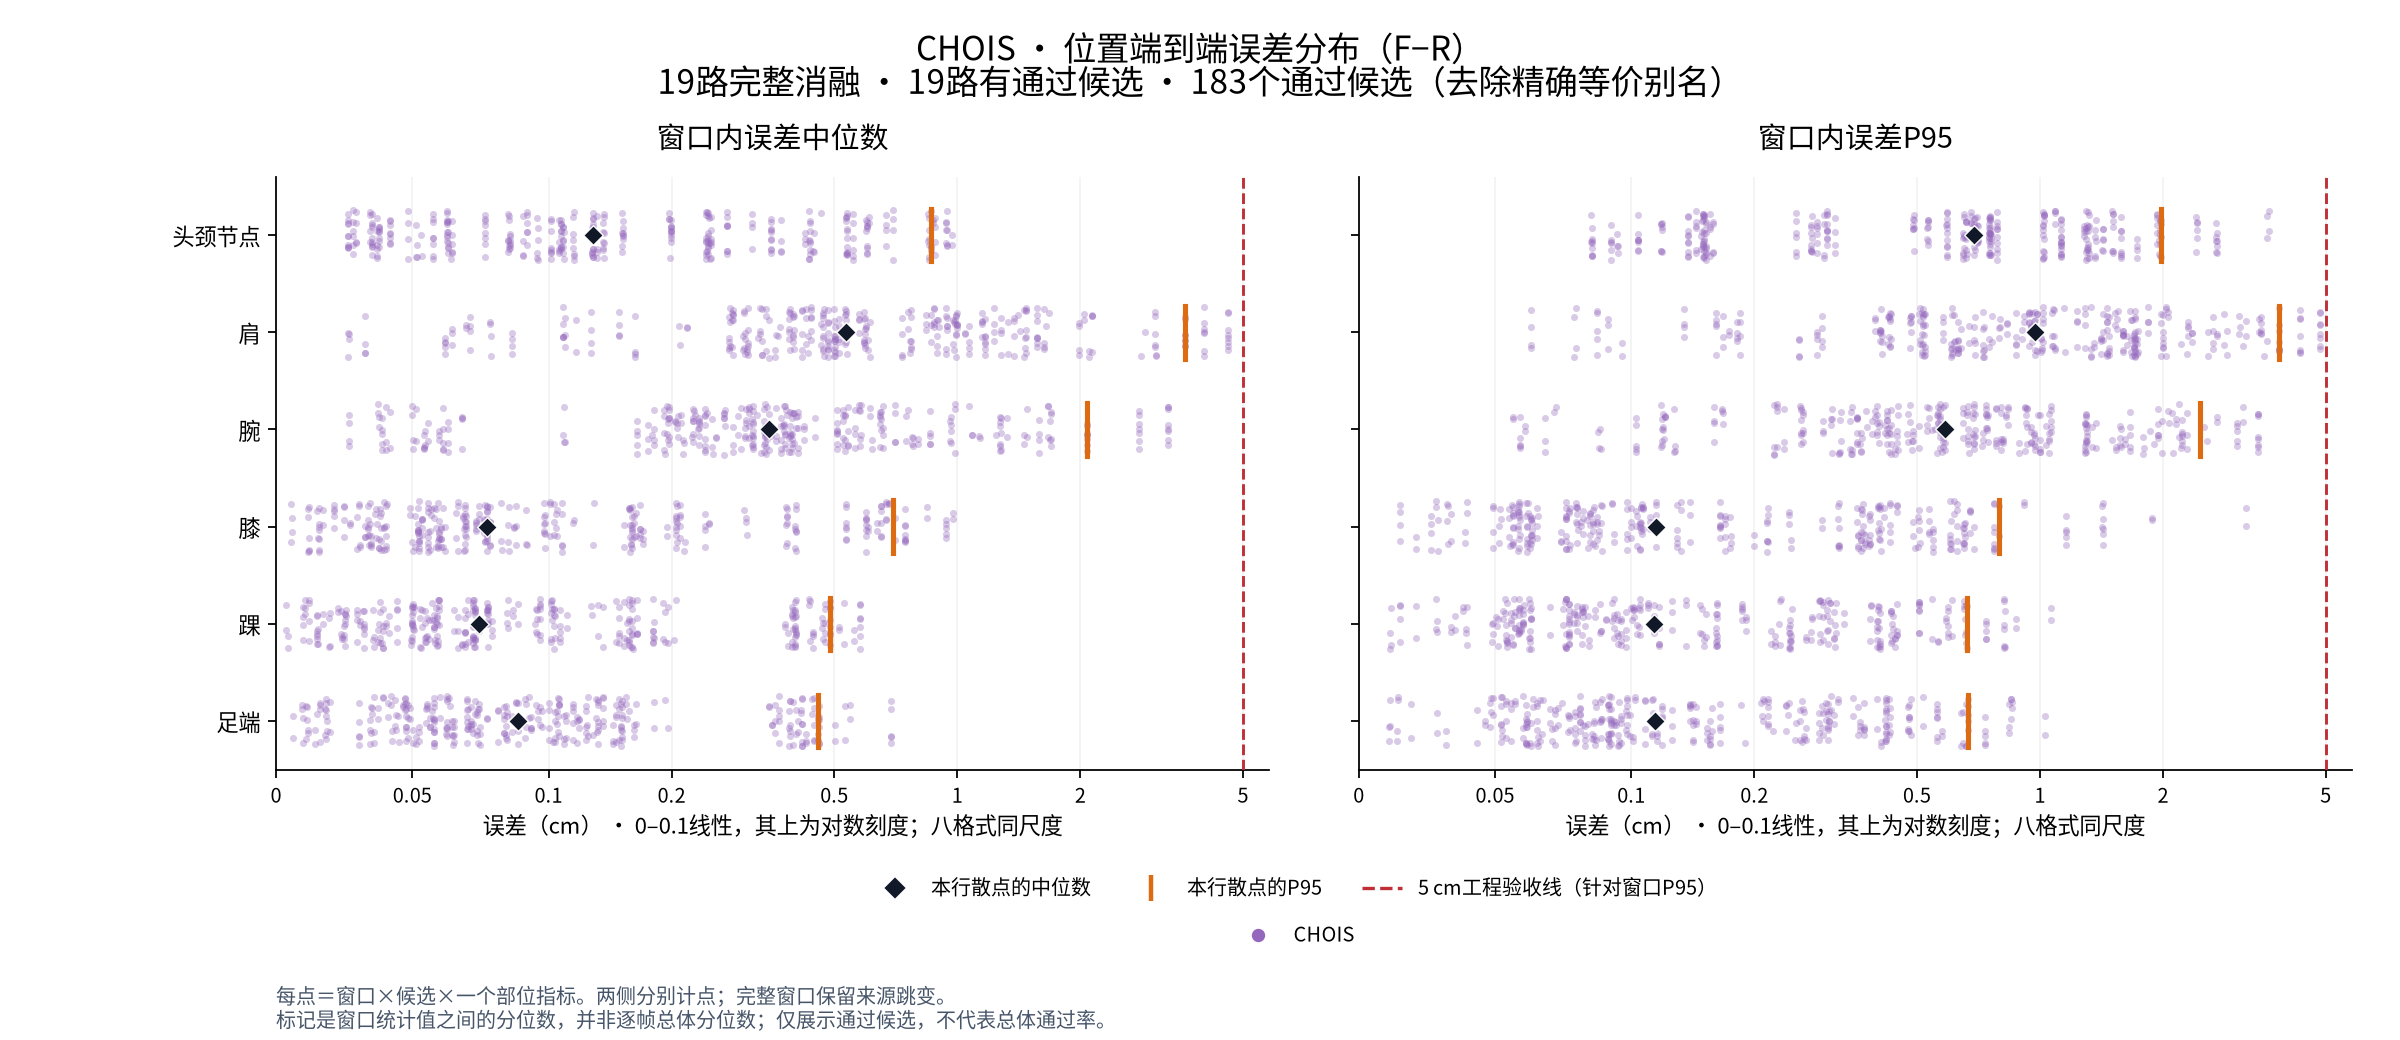 CHOIS · 位置端到端误差分布（F−R）
19路完整消融 · 19路有通过候选 · 183个通过候选（去除精确等价别名）
窗口内误差中位数
窗口内误差P95
头颈节点
肩
腕
膝
踝
足端
0 0.05 0.1 0.2 0.5 1 2 5
0 0.05 0.1 0.2 0.5 1 2 5
误差（cm） · 0–0.1线性，其上为对数刻度；八格式同尺度
误差（cm） · 0–0.1线性，其上为对数刻度；八格式同尺度
本行散点的中位数
本行散点的P95
5 cm工程验收线（针对窗口P95）
CHOIS
每点＝窗口×候选×一个部位指标。两侧分别计点；完整窗口保留来源跳变。
标记是窗口统计值之间的分位数，并非逐帧总体分位数；仅展示通过候选，不代表总体通过率。